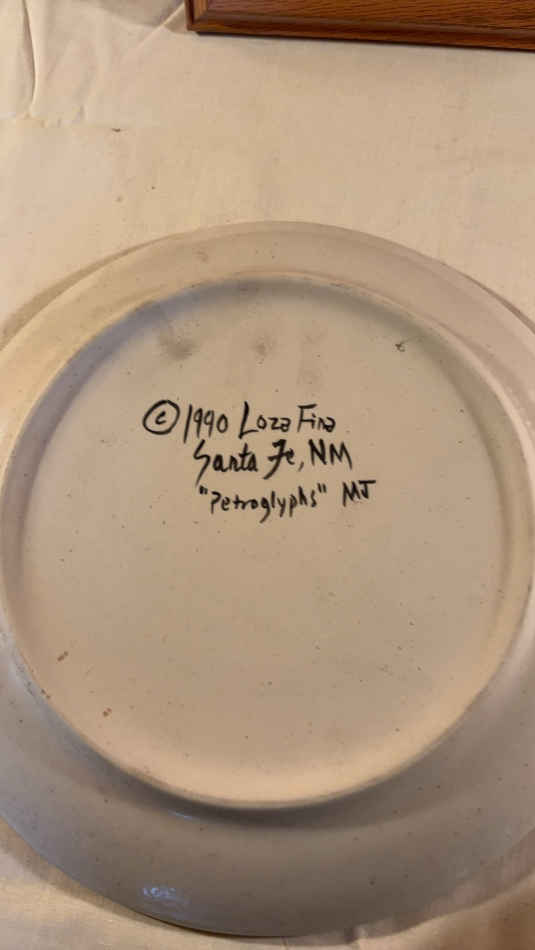 © 1990 Loza Fina
Santa Fe, NM
"Petroglyphs" MJ